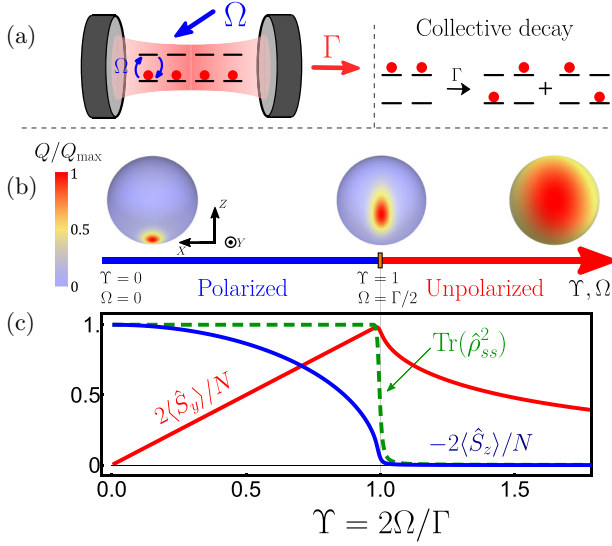 (a)
Ω
Ω
Γ
Collective decay
Γ
+
(b)
Q/Q_max
1
0.5
0
Z
X
Y
Υ = 0
Ω = 0
Polarized
Υ = 1
Ω = Γ/2
Unpolarized
Υ, Ω
(c)
1.
0.5
0
2⟨Ŝ_y⟩/N
Tr(ρ̂²_ss)
−2⟨Ŝ_z⟩/N
0.0
0.5
1.0
1.5
Υ = 2Ω/Γ